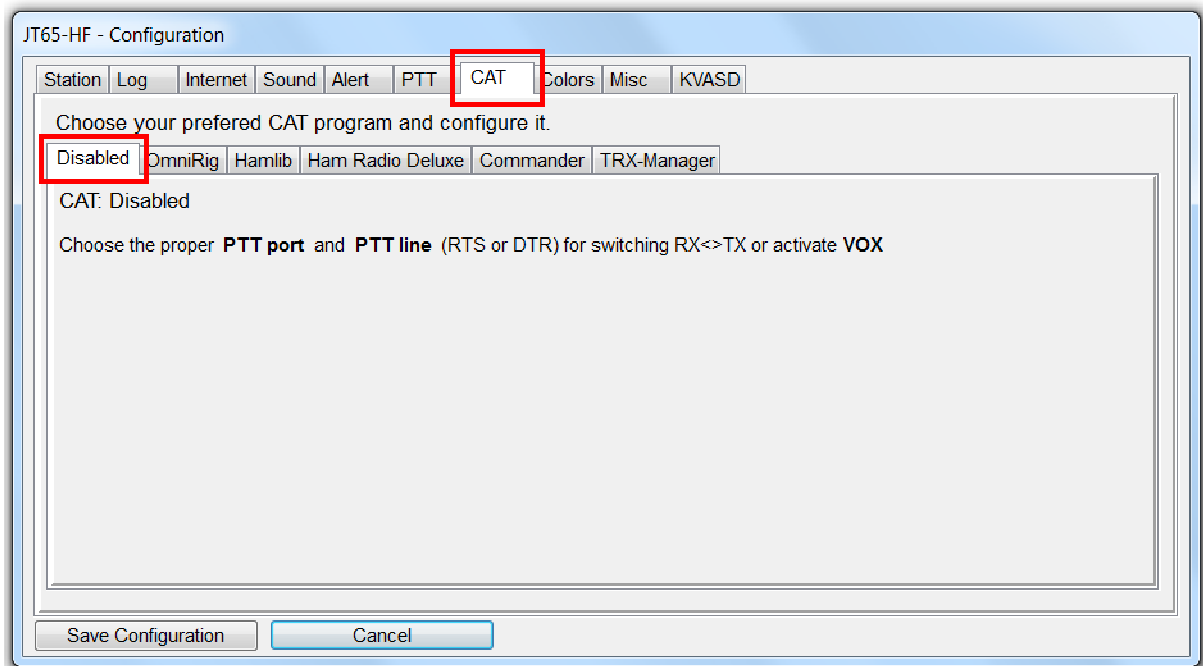 JT65-HF - Configuration
Station Log Internet Sound Alert PTT CAT Colors Misc KVASD
Choose your prefered CAT program and configure it.
Disabled OmniRig Hamlib Ham Radio Deluxe Commander TRX-Manager
CAT: Disabled
Choose the proper PTT port and PTT line (RTS or DTR) for switching RX<>TX or activate VOX
Save Configuration Cancel